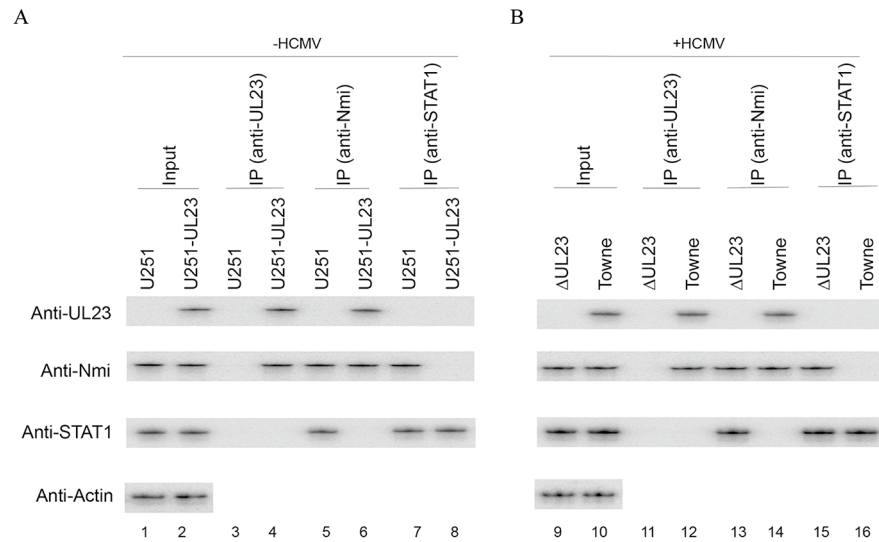 A
-HCMV
Input
IP (anti-UL23)
IP (anti-Nmi)
IP (anti-STAT1)
U251
U251-UL23
U251
U251-UL23
U251
U251-UL23
U251
U251-UL23
Anti-UL23
Anti-Nmi
Anti-STAT1
Anti-Actin
1 2 3 4 5 6 7 8
B
+HCMV
Input
IP (anti-UL23)
IP (anti-Nmi)
IP (anti-STAT1)
ΔUL23
Towne
ΔUL23
Towne
ΔUL23
Towne
ΔUL23
Towne
9 10 11 12 13 14 15 16